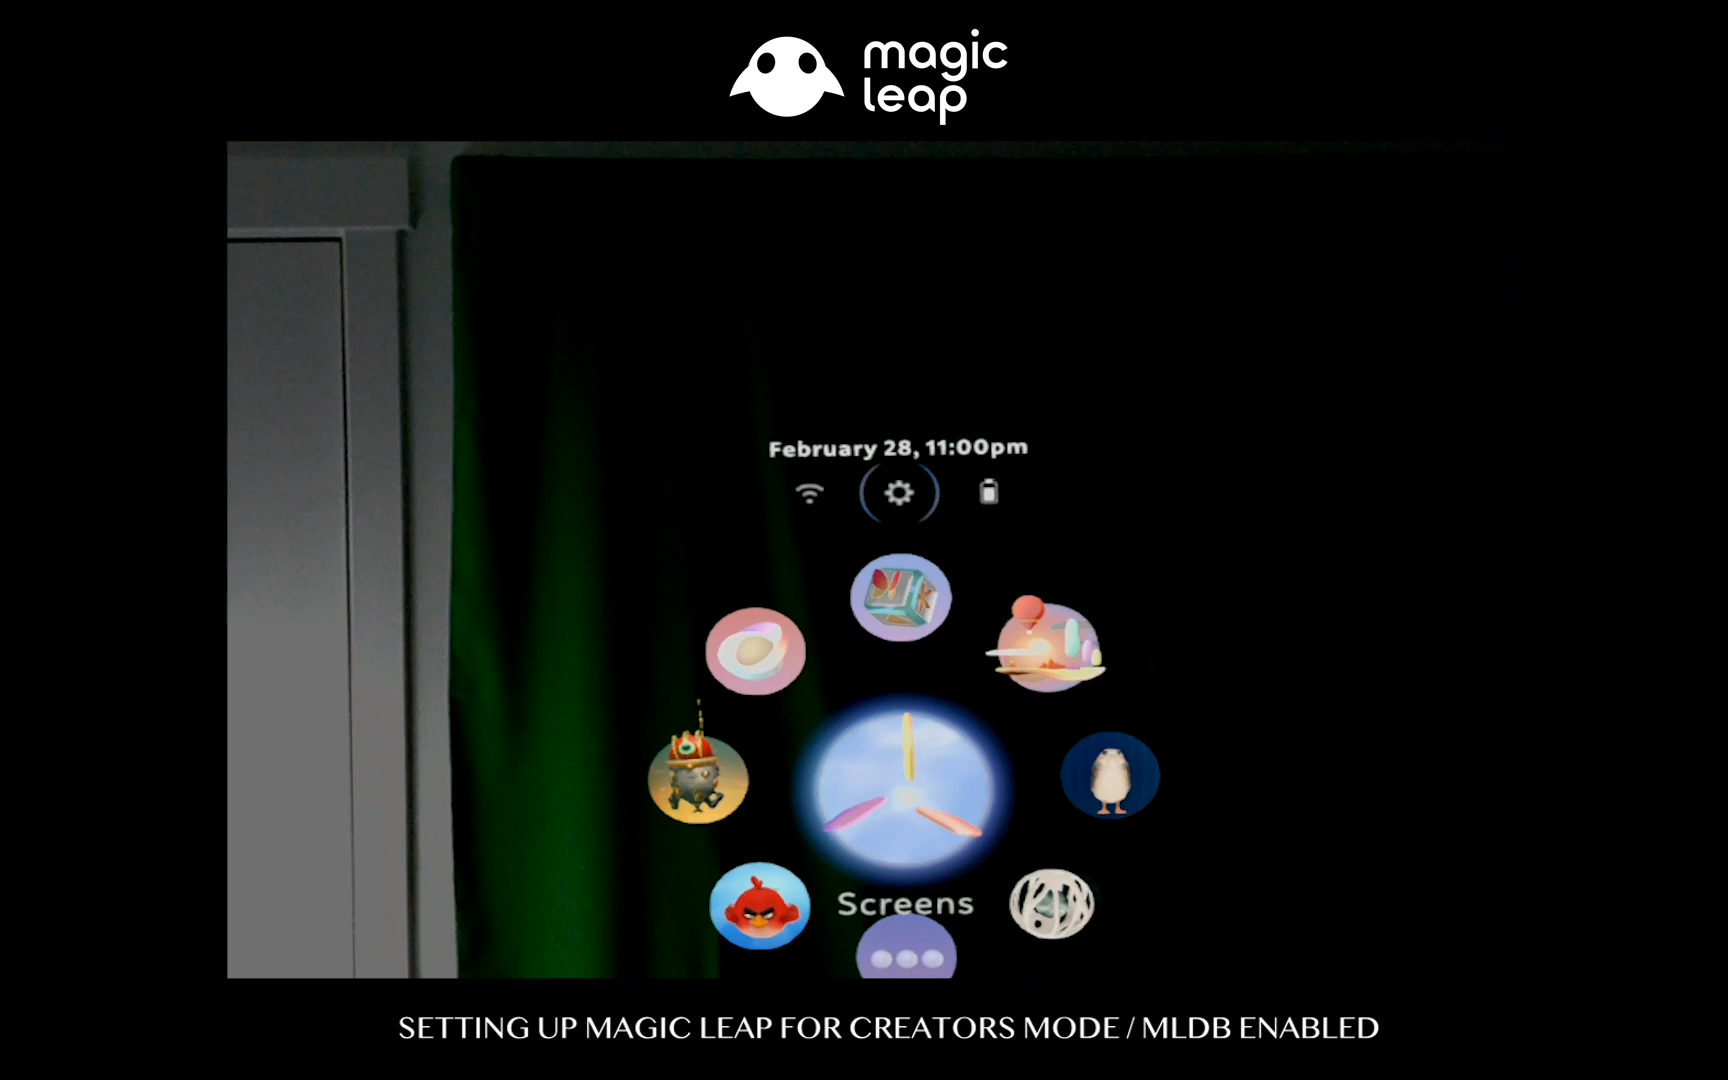 magic
leap
February 28, 11:00pm
Screens
SETTING UP MAGIC LEAP FOR CREATORS MODE / MLDB ENABLED